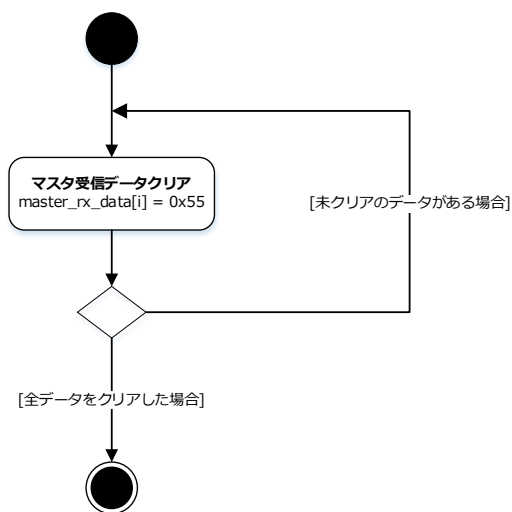 マスタ受信データクリア
master_rx_data[i] = 0x55
[未クリアのデータがある場合]
[全データをクリアした場合]